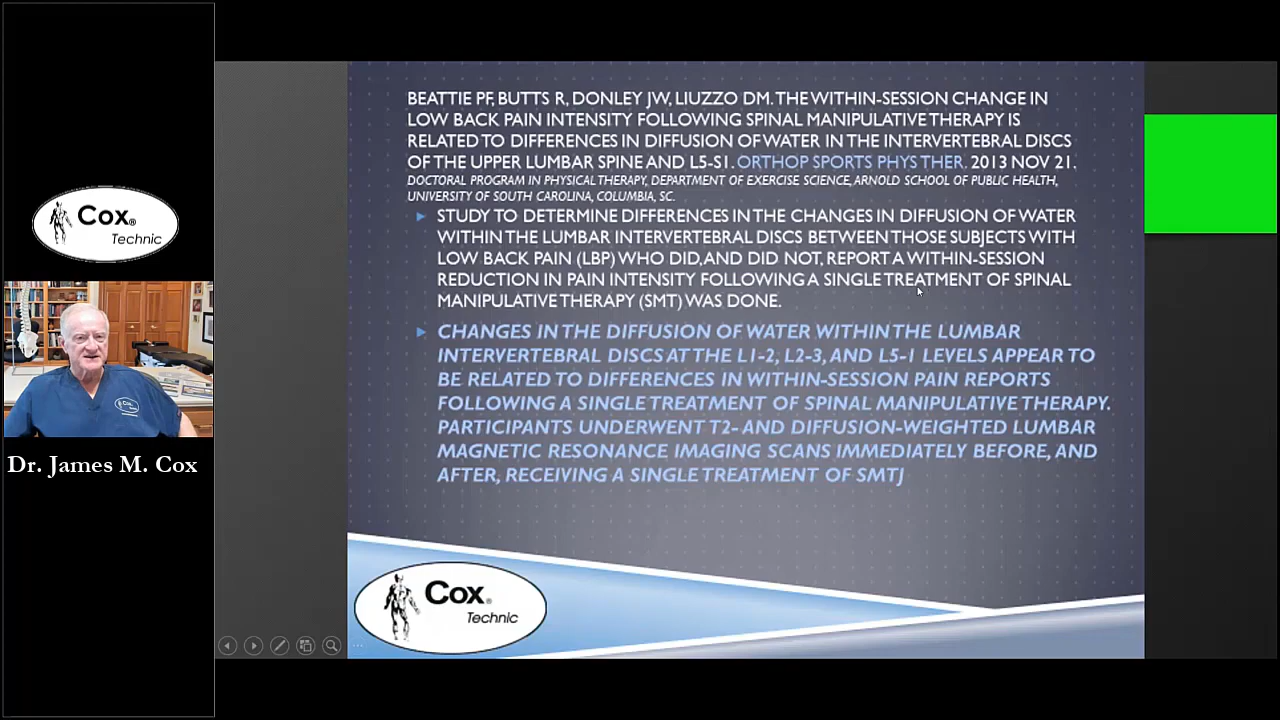 BEATTIE PF, BUTTS R, DONLEY JW, LIUZZO DM. THE WITHIN-SESSION CHANGE IN
LOW BACK PAIN INTENSITY FOLLOWING SPINAL MANIPULATIVE THERAPY IS
RELATED TO DIFFERENCES IN DIFFUSION OF WATER IN THE INTERVERTEBRAL DISCS
OF THE UPPER LUMBAR SPINE AND L5-S1. ORTHOP SPORTS PHYS THER. 2013 NOV 21.
DOCTORAL PROGRAM IN PHYSICAL THERAPY, DEPARTMENT OF EXERCISE SCIENCE, ARNOLD SCHOOL OF PUBLIC HEALTH,
UNIVERSITY OF SOUTH CAROLINA, COLUMBIA, SC.
STUDY TO DETERMINE DIFFERENCES IN THE CHANGES IN DIFFUSION OF WATER
WITHIN THE LUMBAR INTERVERTEBRAL DISCS BETWEEN THOSE SUBJECTS WITH
LOW BACK PAIN (LBP) WHO DID, AND DID NOT, REPORT A WITHIN-SESSION
REDUCTION IN PAIN INTENSITY FOLLOWING A SINGLE TREATMENT OF SPINAL
MANIPULATIVE THERAPY (SMT) WAS DONE.
CHANGES IN THE DIFFUSION OF WATER WITHIN THE LUMBAR
INTERVERTEBRAL DISCS AT THE L1-2, L2-3, AND L5-1 LEVELS APPEAR TO
BE RELATED TO DIFFERENCES IN WITHIN-SESSION PAIN REPORTS
FOLLOWING A SINGLE TREATMENT OF SPINAL MANIPULATIVE THERAPY.
PARTICIPANTS UNDERWENT T2- AND DIFFUSION-WEIGHTED LUMBAR
MAGNETIC RESONANCE IMAGING SCANS IMMEDIATELY BEFORE, AND
AFTER, RECEIVING A SINGLE TREATMENT OF SMTJ
Cox®
Technic
Dr. James M. Cox
Cox®
Technic